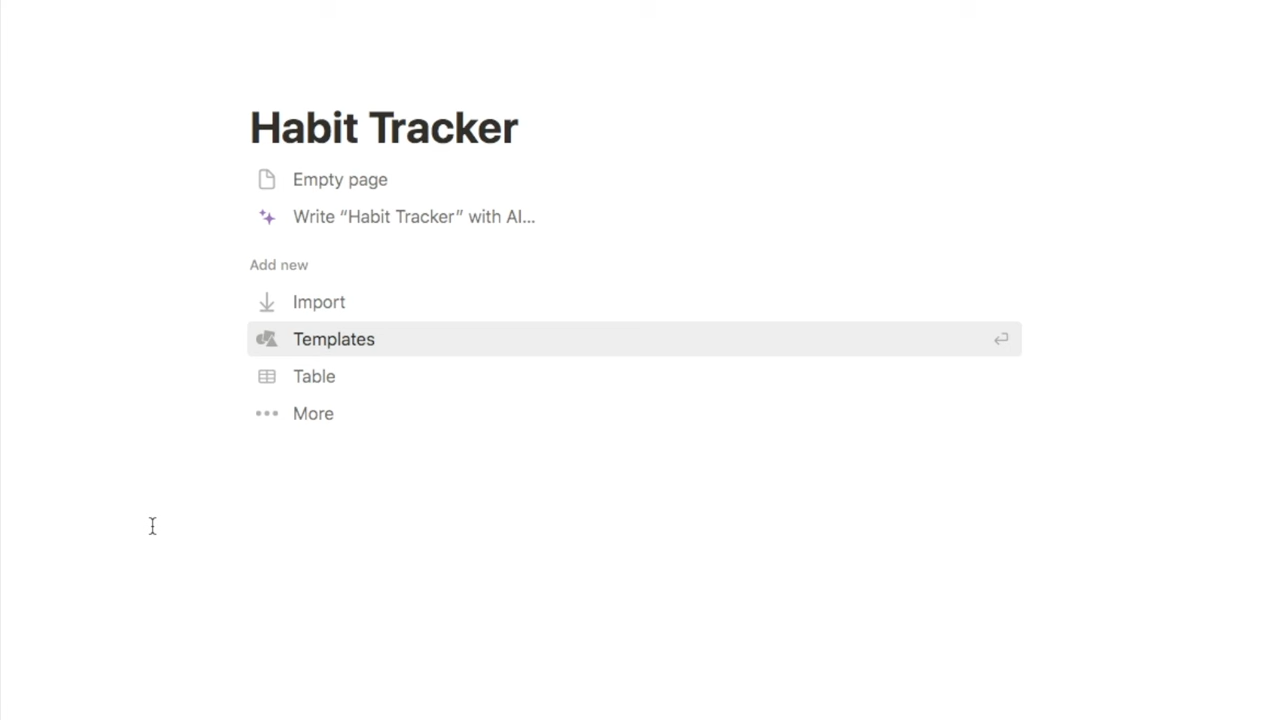 Habit Tracker
Empty page
Write “Habit Tracker” with AI...
Add new
Import
Templates
Table
More